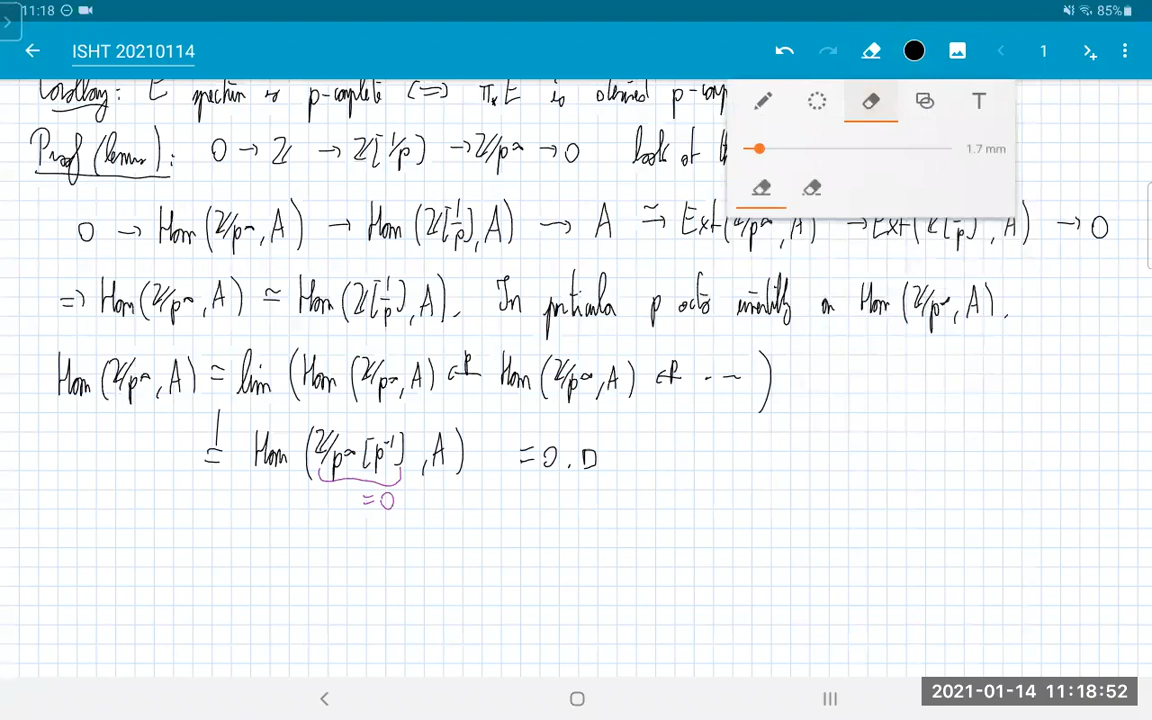 11:18
85%
ISHT 20210114
1
T
1.7 mm
Corollary: E spectrum is p-complete ⟺ π_* E is derived p-comp
Proof (lemma): 0 → ℤ → ℤ[1/p] → ℤ/p^∞ → 0 look at
0 → Hom(ℤ/p^∞, A) → Hom(ℤ[1/p], A) → A ≅→ Ext(ℤ/p^∞, A) → Ext(ℤ[1/p], A) → 0
⟹ Hom(ℤ/p^∞, A) ≃ Hom(ℤ[1/p], A). In particular p acts invertibly on Hom(ℤ/p^∞, A).
Hom(ℤ/p^∞, A) ≃ lim (Hom(ℤ/p^∞, A) ←p Hom(ℤ/p^∞, A) ←p ...)
≃ Hom(ℤ/p^∞[p^-1], A) = 0. □
= 0
2021-01-14 11:18:52